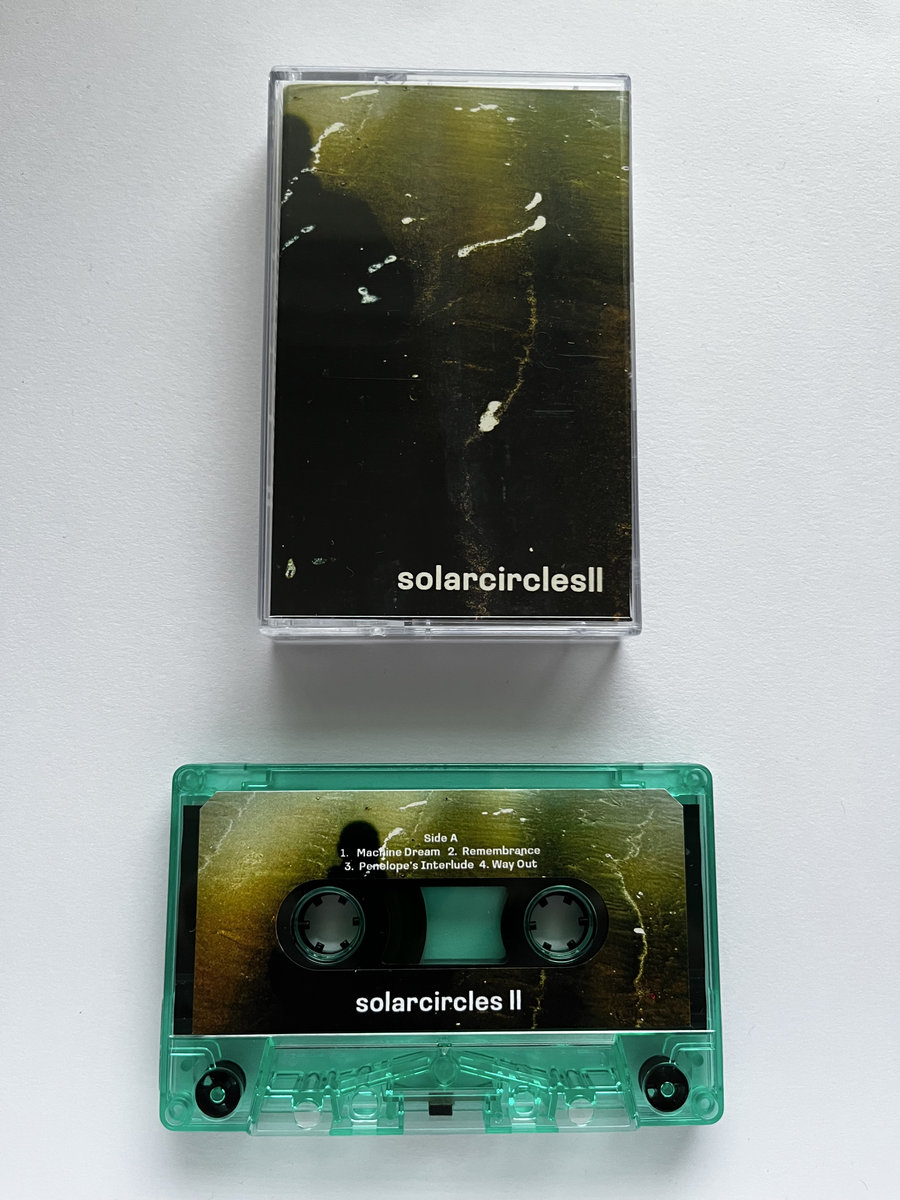 solarcirclesII
Side A
1. Machine Dream 2. Remembrance
3. Penelope's Interlude 4. Way Out
solarcircles II